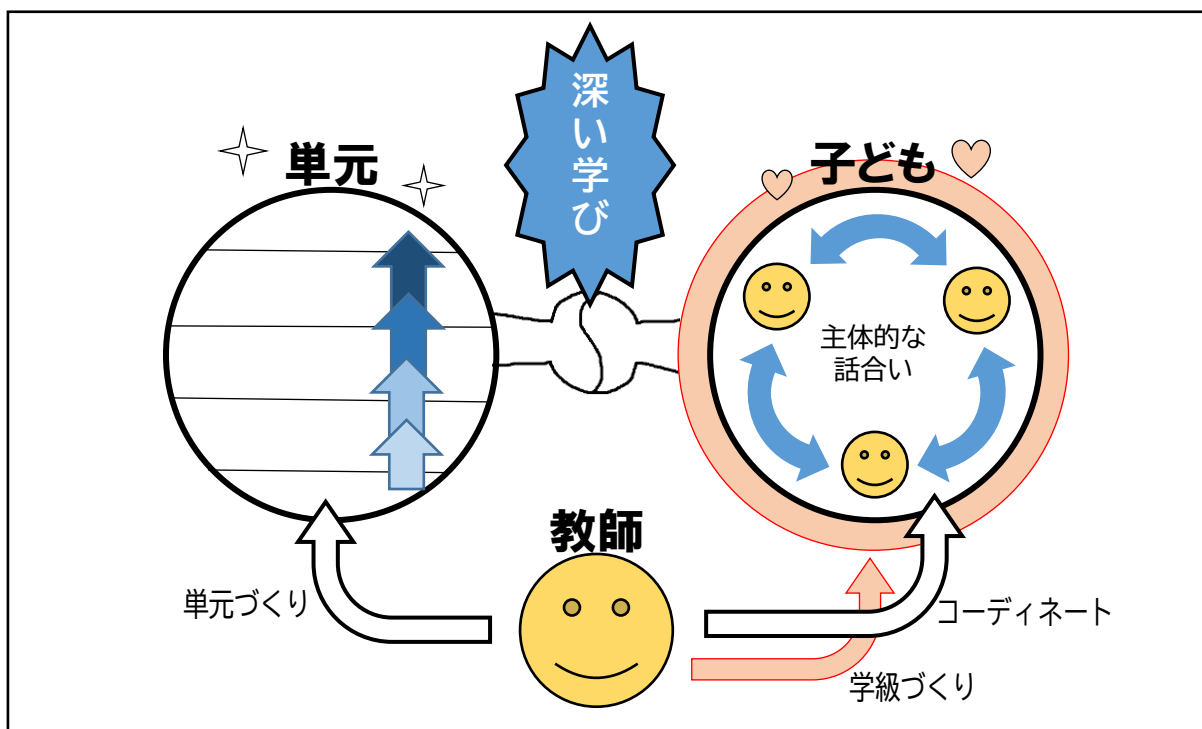 深い学び
単元
子ども
主体的な
話合い
教師
単元づくり
コーディネート
学級づくり